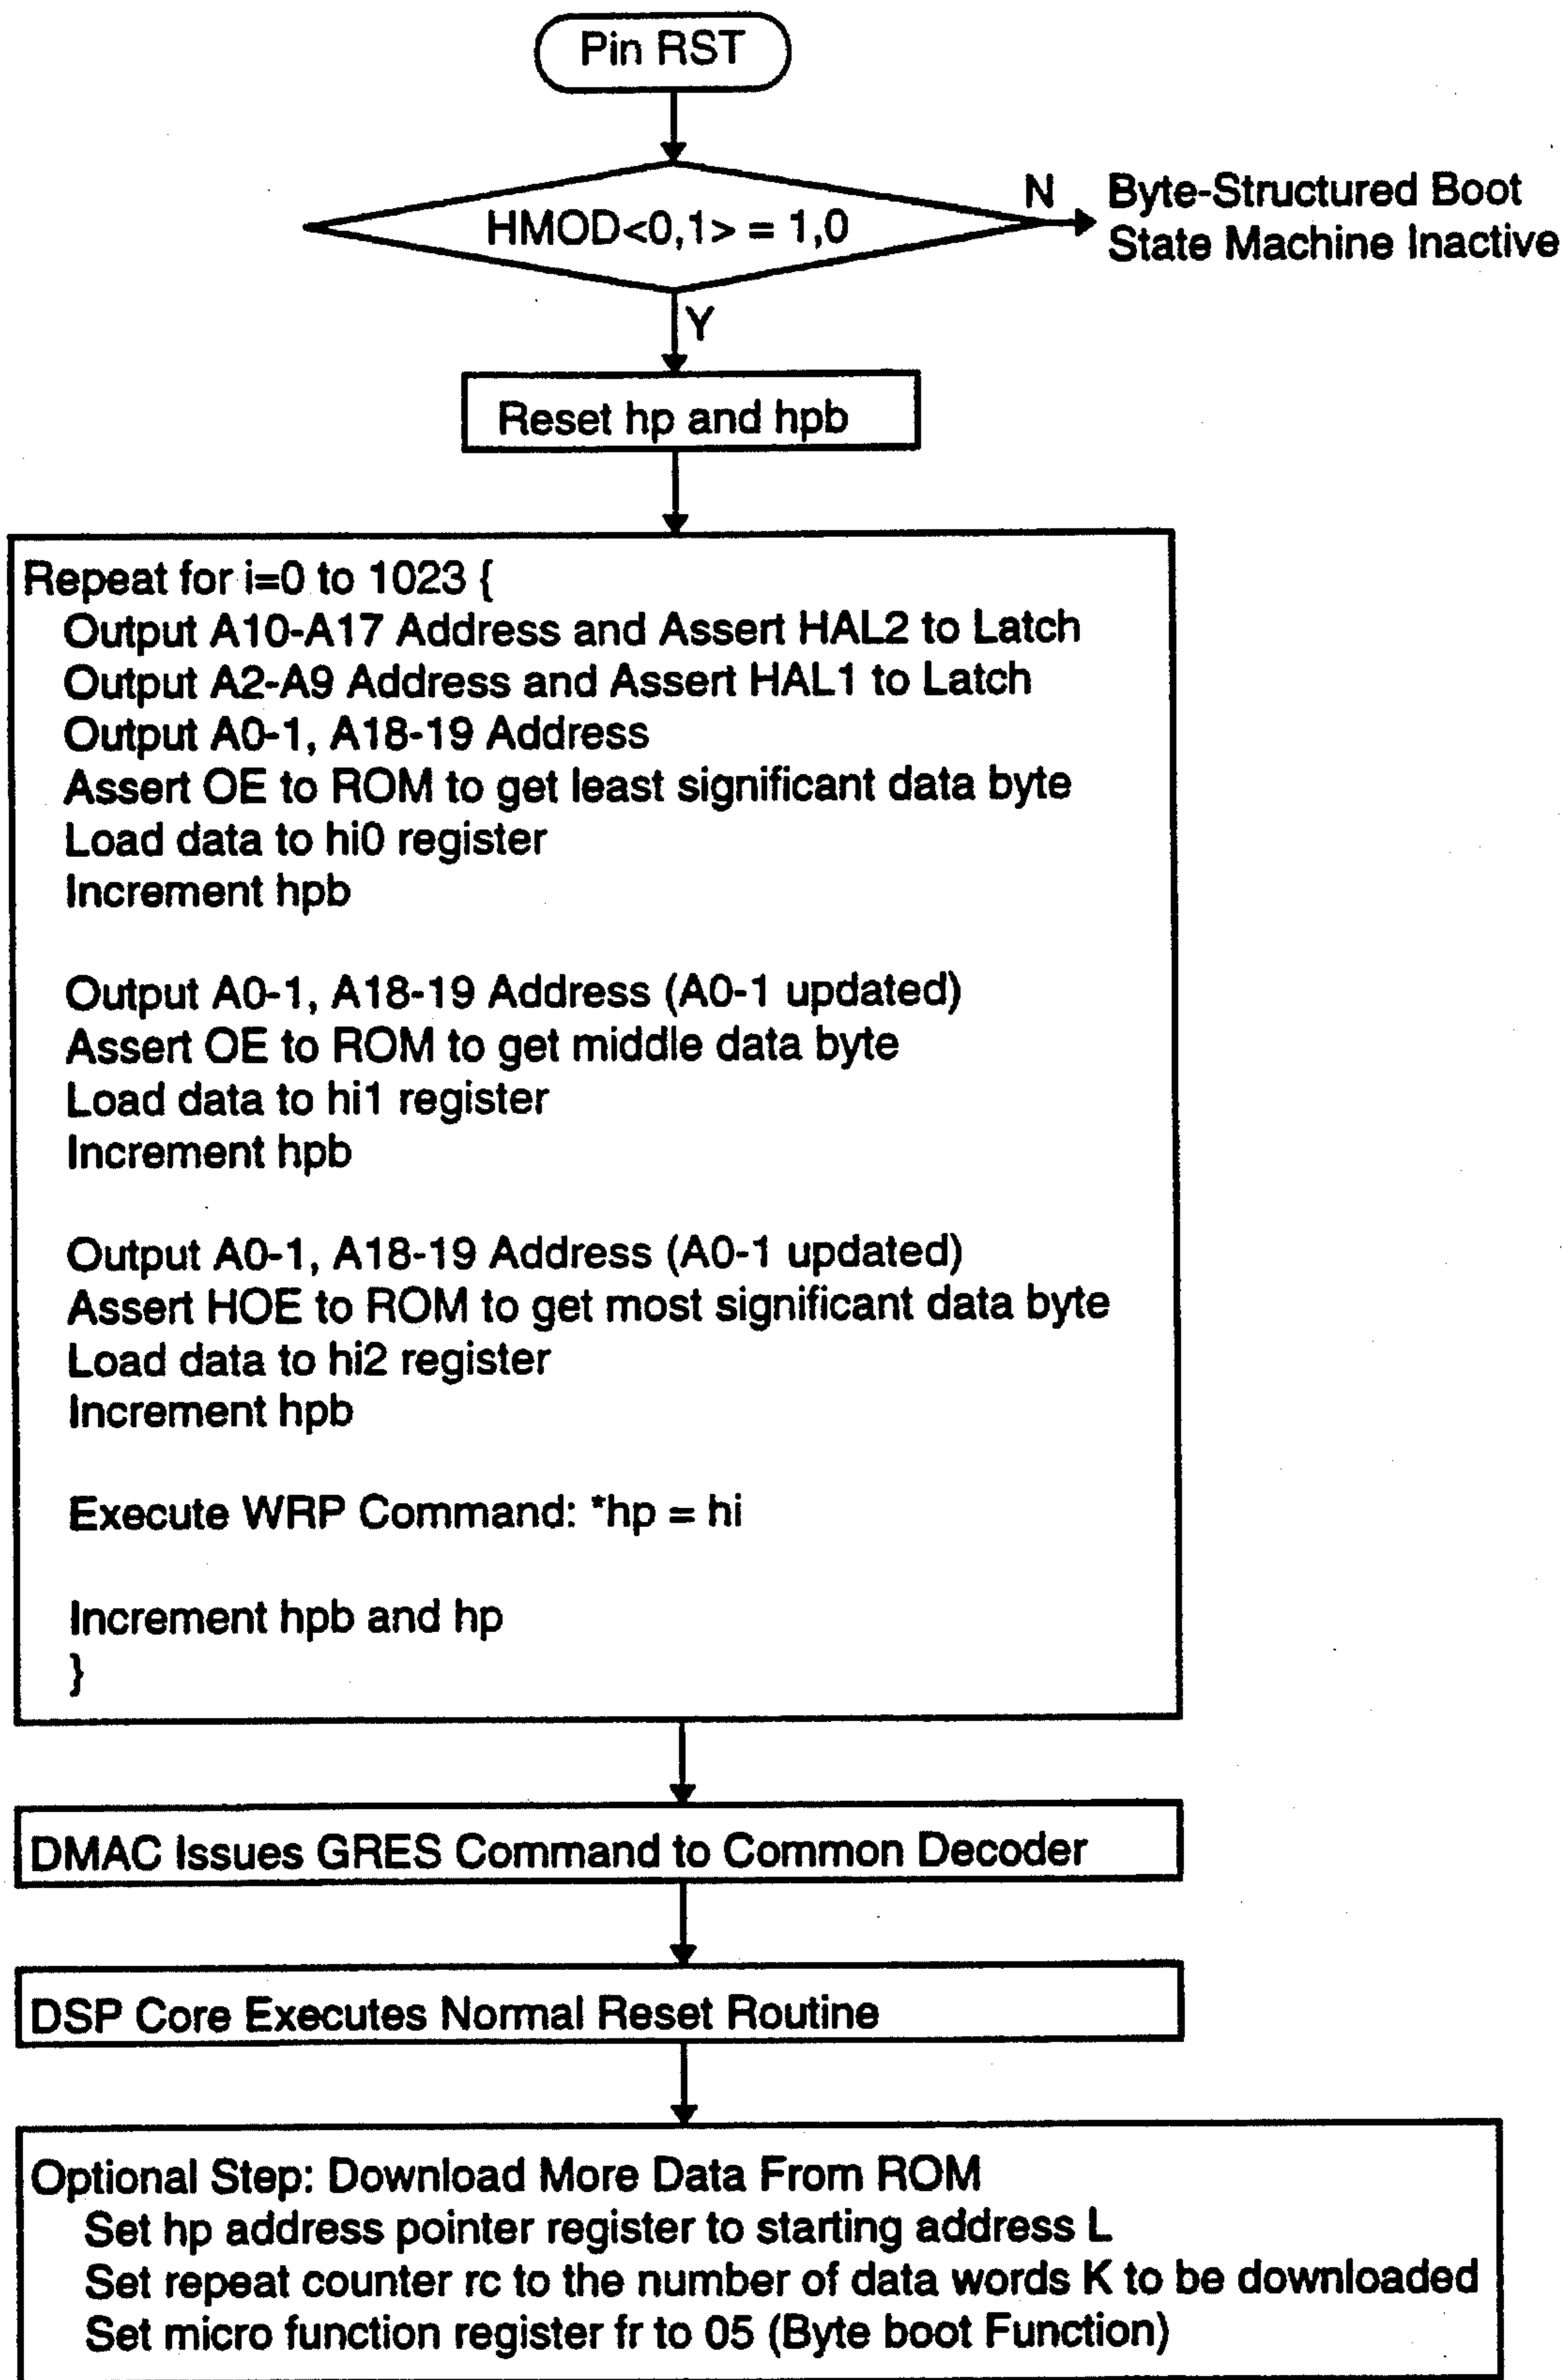 Pin RST
HMOD<0,1> = 1,0
N
Byte-Structured Boot
State Machine Inactive
Y
Reset hp and hpb
Repeat for i=0 to 1023 {
Output A10-A17 Address and Assert HAL2 to Latch
Output A2-A9 Address and Assert HAL1 to Latch
Output A0-1, A18-19 Address
Assert OE to ROM to get least significant data byte
Load data to hi0 register
Increment hpb
Output A0-1, A18-19 Address (A0-1 updated)
Assert OE to ROM to get middle data byte
Load data to hi1 register
Increment hpb
Output A0-1, A18-19 Address (A0-1 updated)
Assert HOE to ROM to get most significant data byte
Load data to hi2 register
Increment hpb
Execute WRP Command: *hp = hi
Increment hpb and hp
}
DMAC Issues GRES Command to Common Decoder
DSP Core Executes Normal Reset Routine
Optional Step: Download More Data From ROM
Set hp address pointer register to starting address L
Set repeat counter rc to the number of data words K to be downloaded
Set micro function register fr to 05 (Byte boot Function)